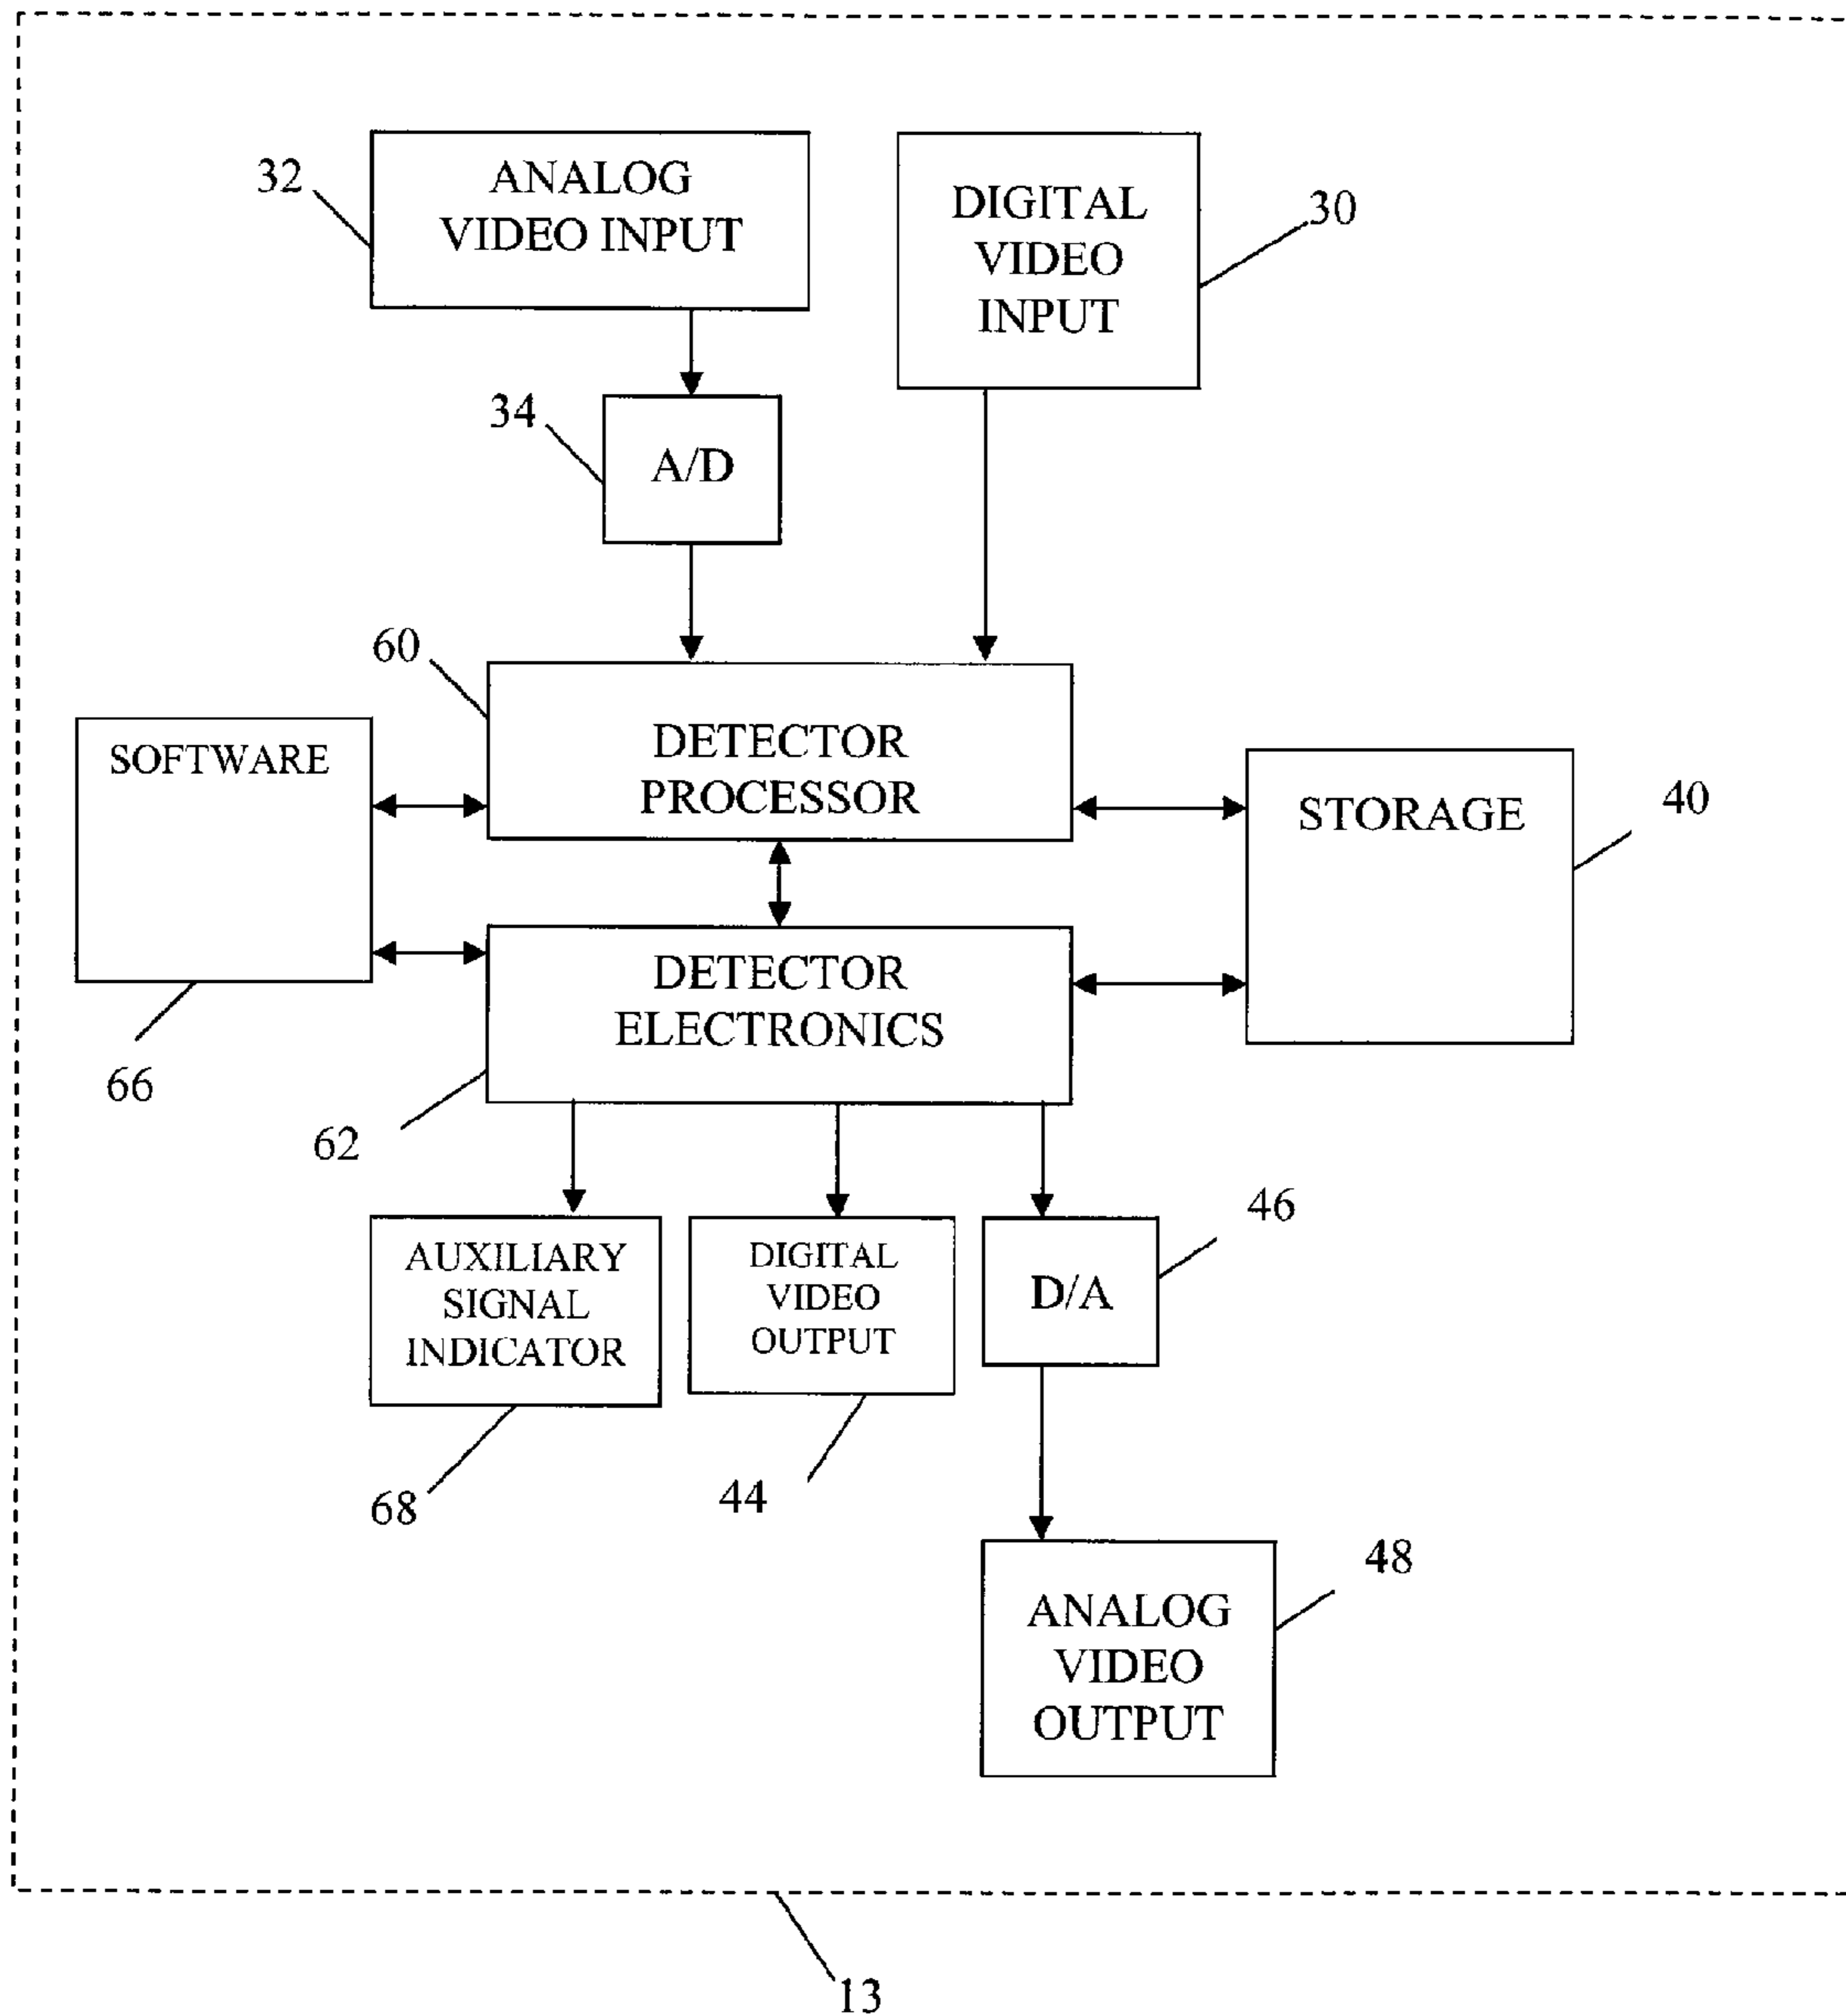 32
ANALOG
VIDEO INPUT
DIGITAL
VIDEO
INPUT
30
34
A/D
60
DETECTOR
PROCESSOR
SOFTWARE
STORAGE
40
DETECTOR
ELECTRONICS
66
62
AUXILIARY
SIGNAL
INDICATOR
DIGITAL
VIDEO
OUTPUT
D/A
46
68
44
ANALOG
VIDEO
OUTPUT
48
13